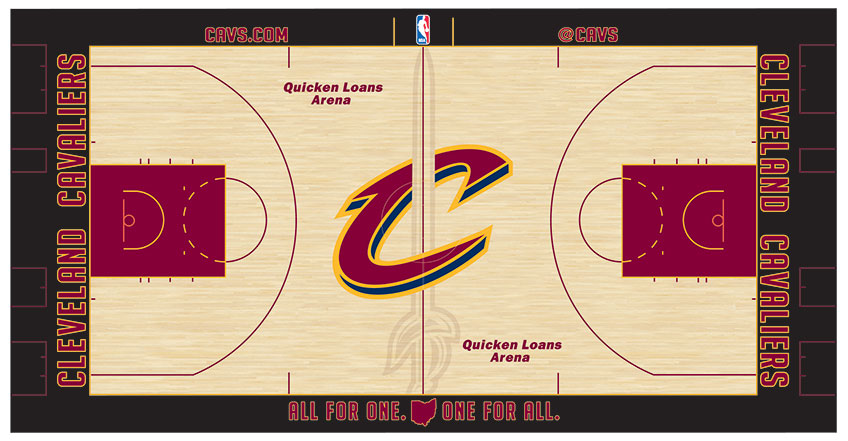 CAVS.COM
@CAVS
NBA
Quicken Loans
Arena
CLEVELAND CAVALIERS
CLEVELAND CAVALIERS
Quicken Loans
Arena
ALL FOR ONE. ONE FOR ALL.